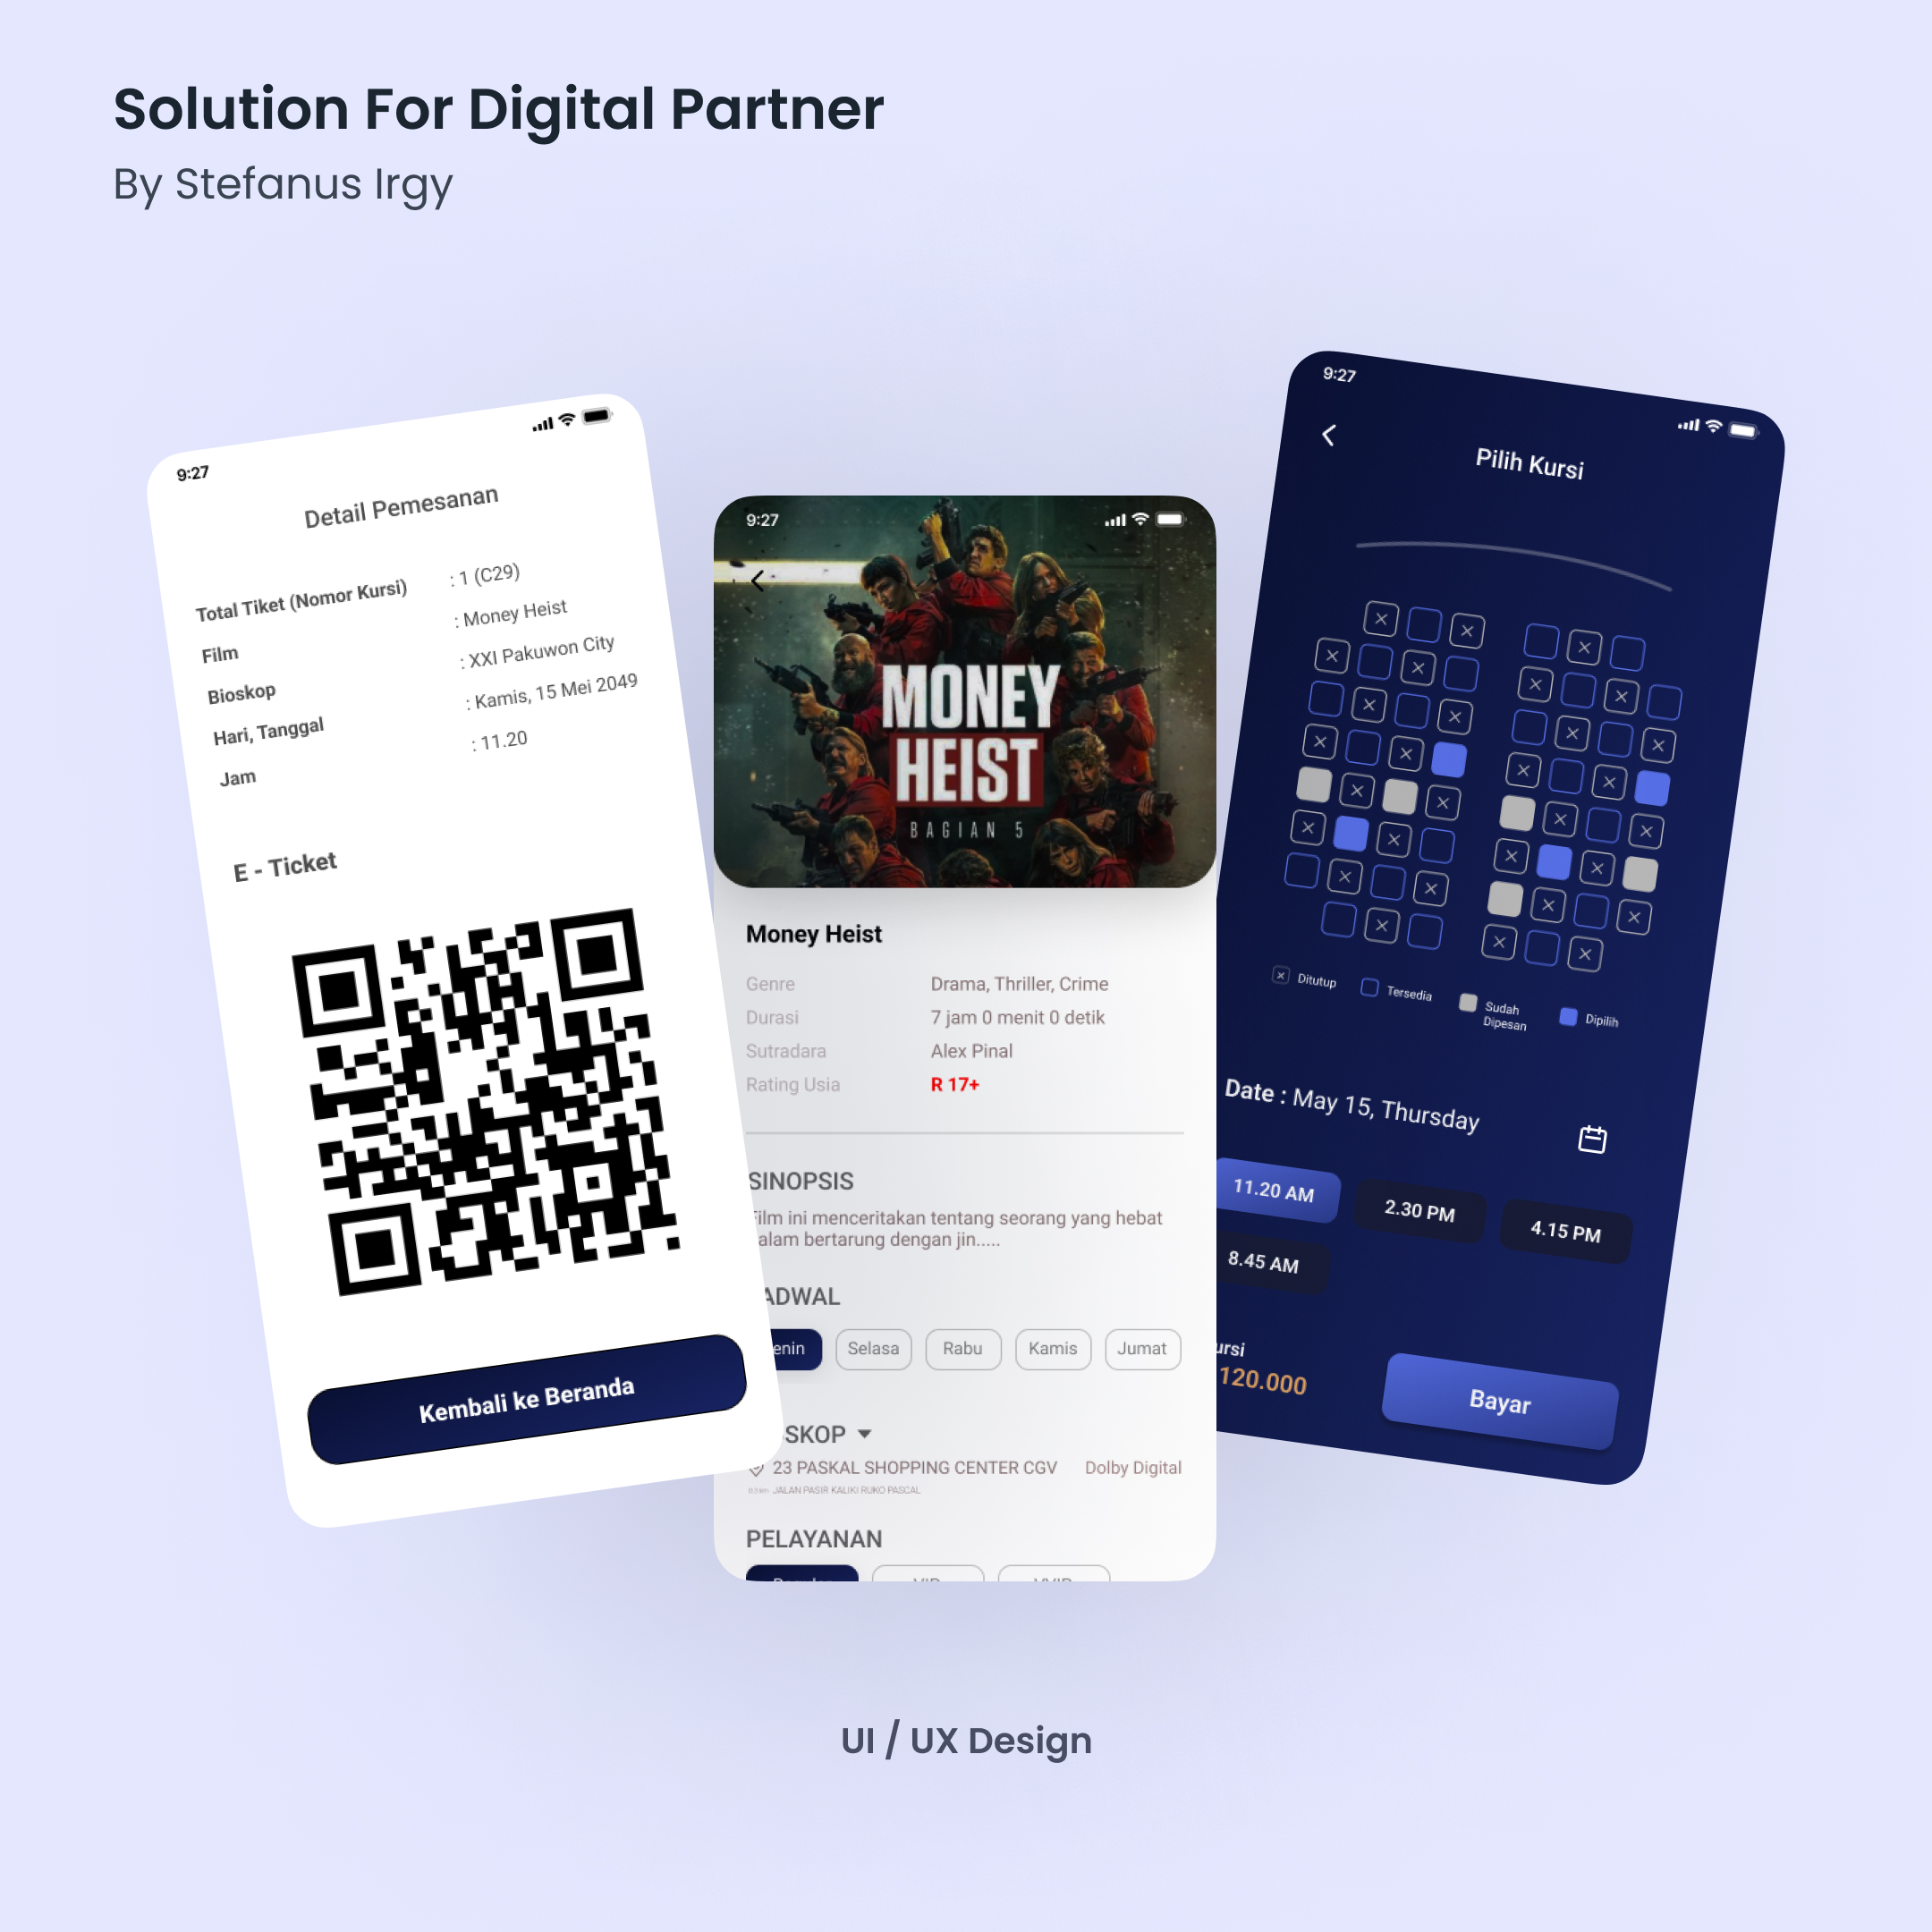 Solution For Digital Partner
By Stefanus Irgy
9:27
Detail Pemesanan
Total Tiket (Nomor Kursi) : 1 (C29)
Film : Money Heist
Bioskop : XXI Pakuwon City
Hari, Tanggal : Kamis, 15 Mei 2049
Jam : 11.20
E - Ticket
Kembali ke Beranda
9:27
MONEY
HEIST
BAGIAN 5
Money Heist
Genre Drama, Thriller, Crime
Durasi 7 jam 0 menit 0 detik
Sutradara Alex Pinal
Rating Usia R 17+
SINOPSIS
ilm ini menceritakan tentang seorang yang hebat
alam bertarung dengan jin.....
ADWAL
enin Selasa Rabu Kamis Jumat
SKOP
23 PASKAL SHOPPING CENTER CGV Dolby Digital
JALAN PASIR KALIKI RUKO PASCAL
PELAYANAN
9:27
Pilih Kursi
Ditutup Tersedia Sudah Dipesan Dipilih
Date : May 15, Thursday
11.20 AM 2.30 PM 4.15 PM
8.45 AM
ursi
120.000
Bayar
UI / UX Design